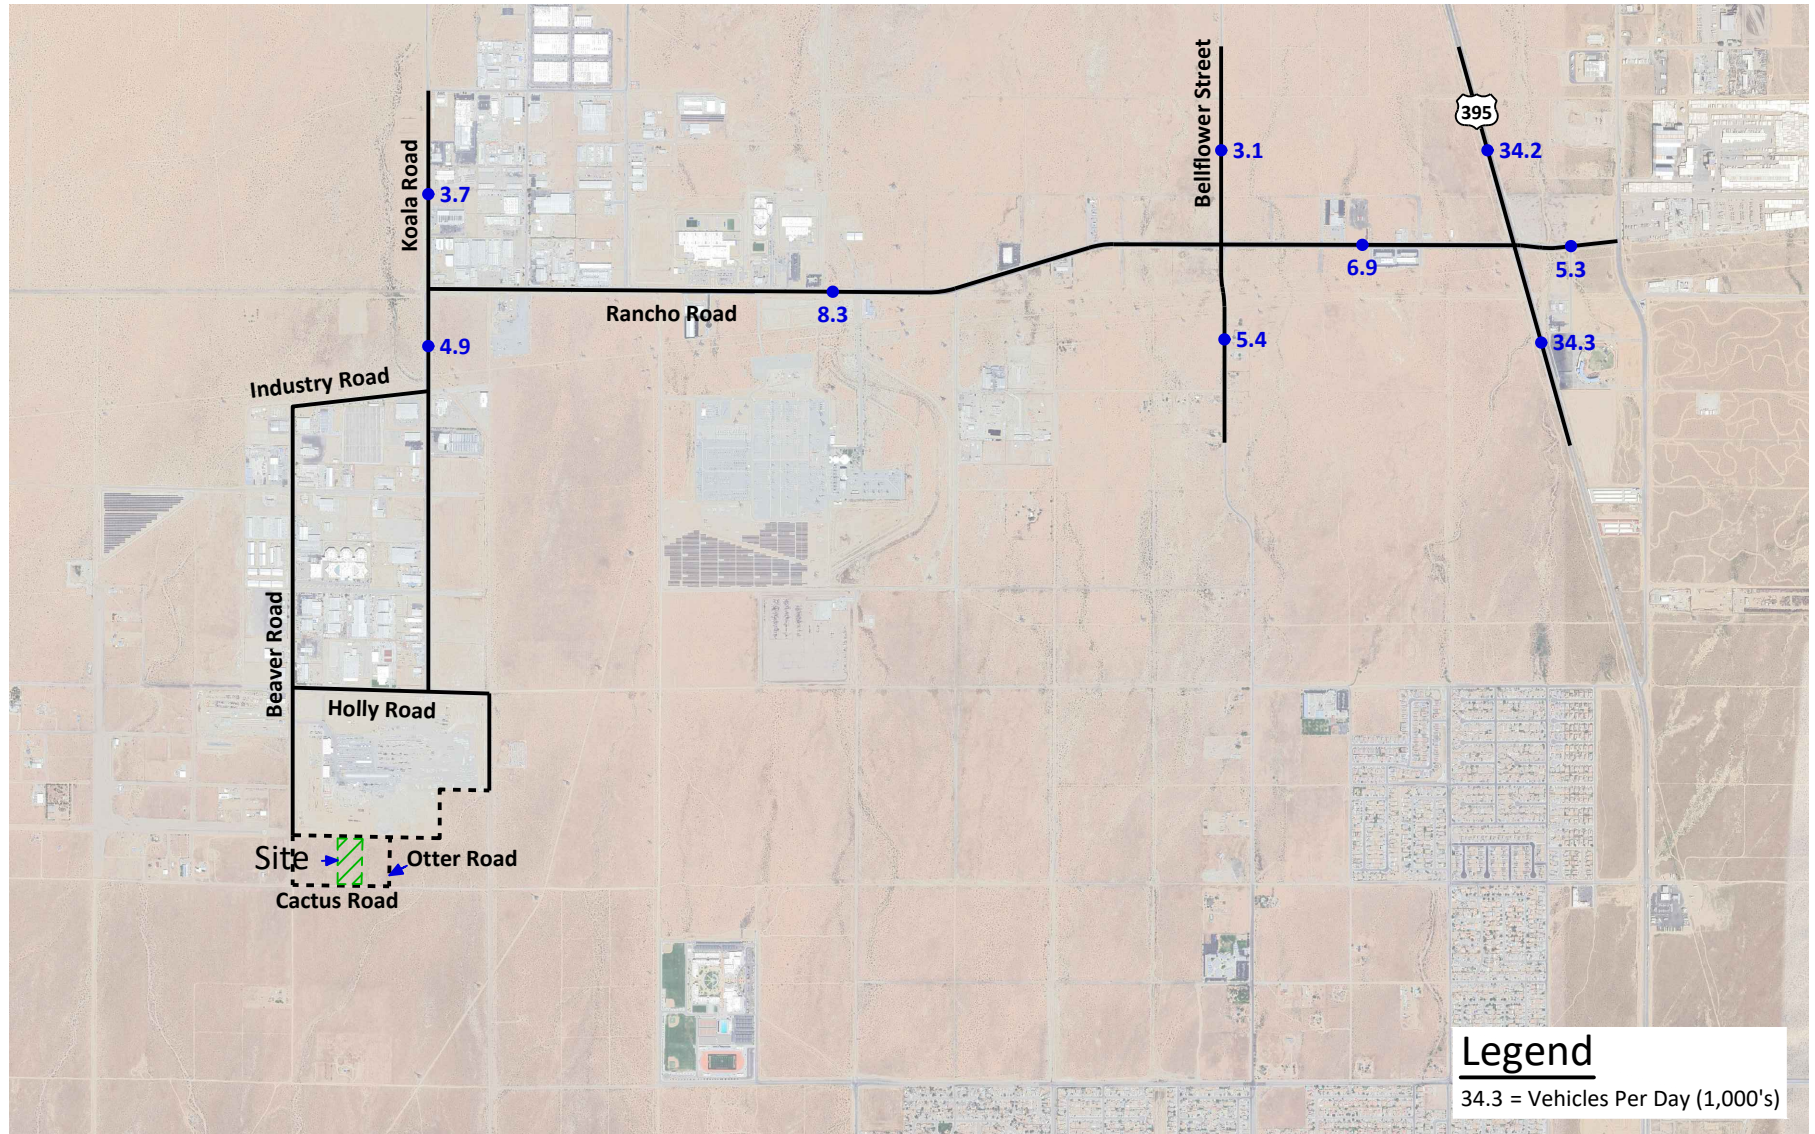 Bellflower Street
395
3.1
34.2
Koala Road
3.7
6.9
5.3
Rancho Road
8.3
4.9
5.4
34.3
Industry Road
Beaver Road
Holly Road
Site
Otter Road
Cactus Road
Legend
34.3 = Vehicles Per Day (1,000's)